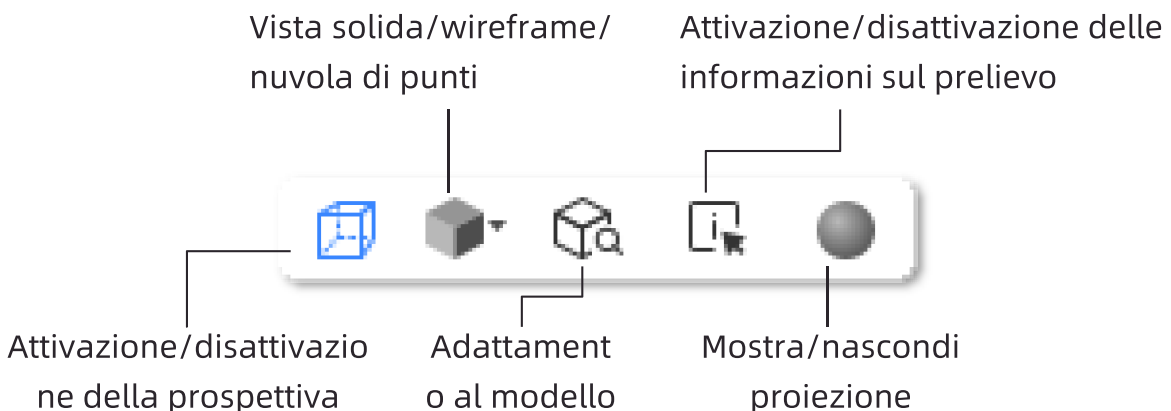 Vista solida/wireframe/
nuvola di punti
Attivazione/disattivazione delle
informazioni sul prelievo
Attivazione/disattivazio
ne della prospettiva
Adattament
o al modello
Mostra/nascondi
proiezione